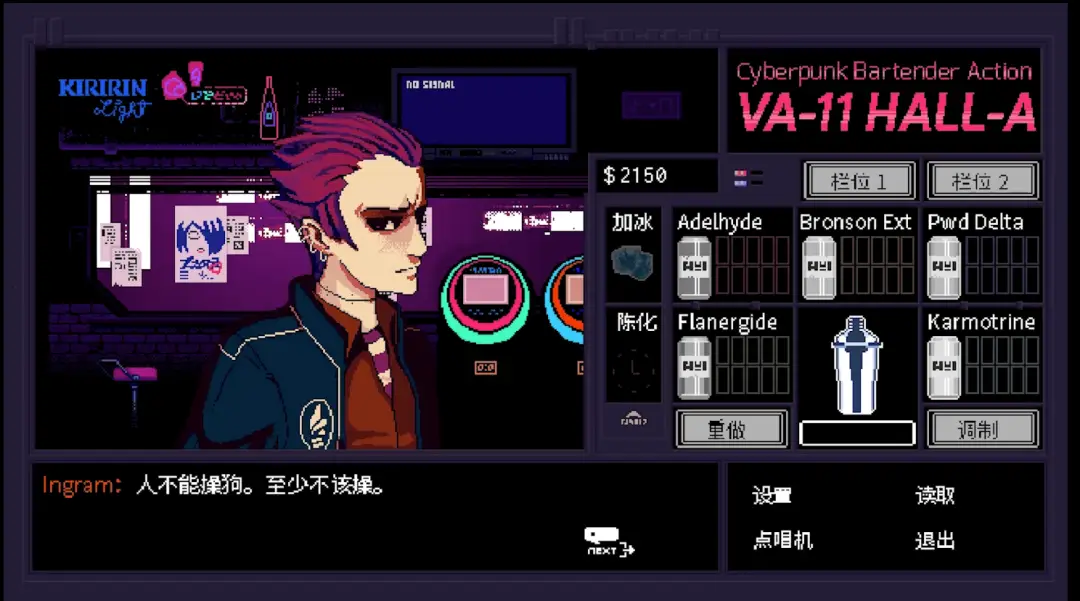 KIRIRIN
Light
NO SIGNAL
Cyberpunk Bartender Action
VA-11 HALL-A
$2150
栏位 1
栏位 2
加冰
Adelhyde
Bronson Ext
Pwd Delta
陈化
Flanergide
Karmotrine
重做
调制
Ingram: 人不能操狗。至少不该操。
NEXT
设置
读取
点唱机
退出